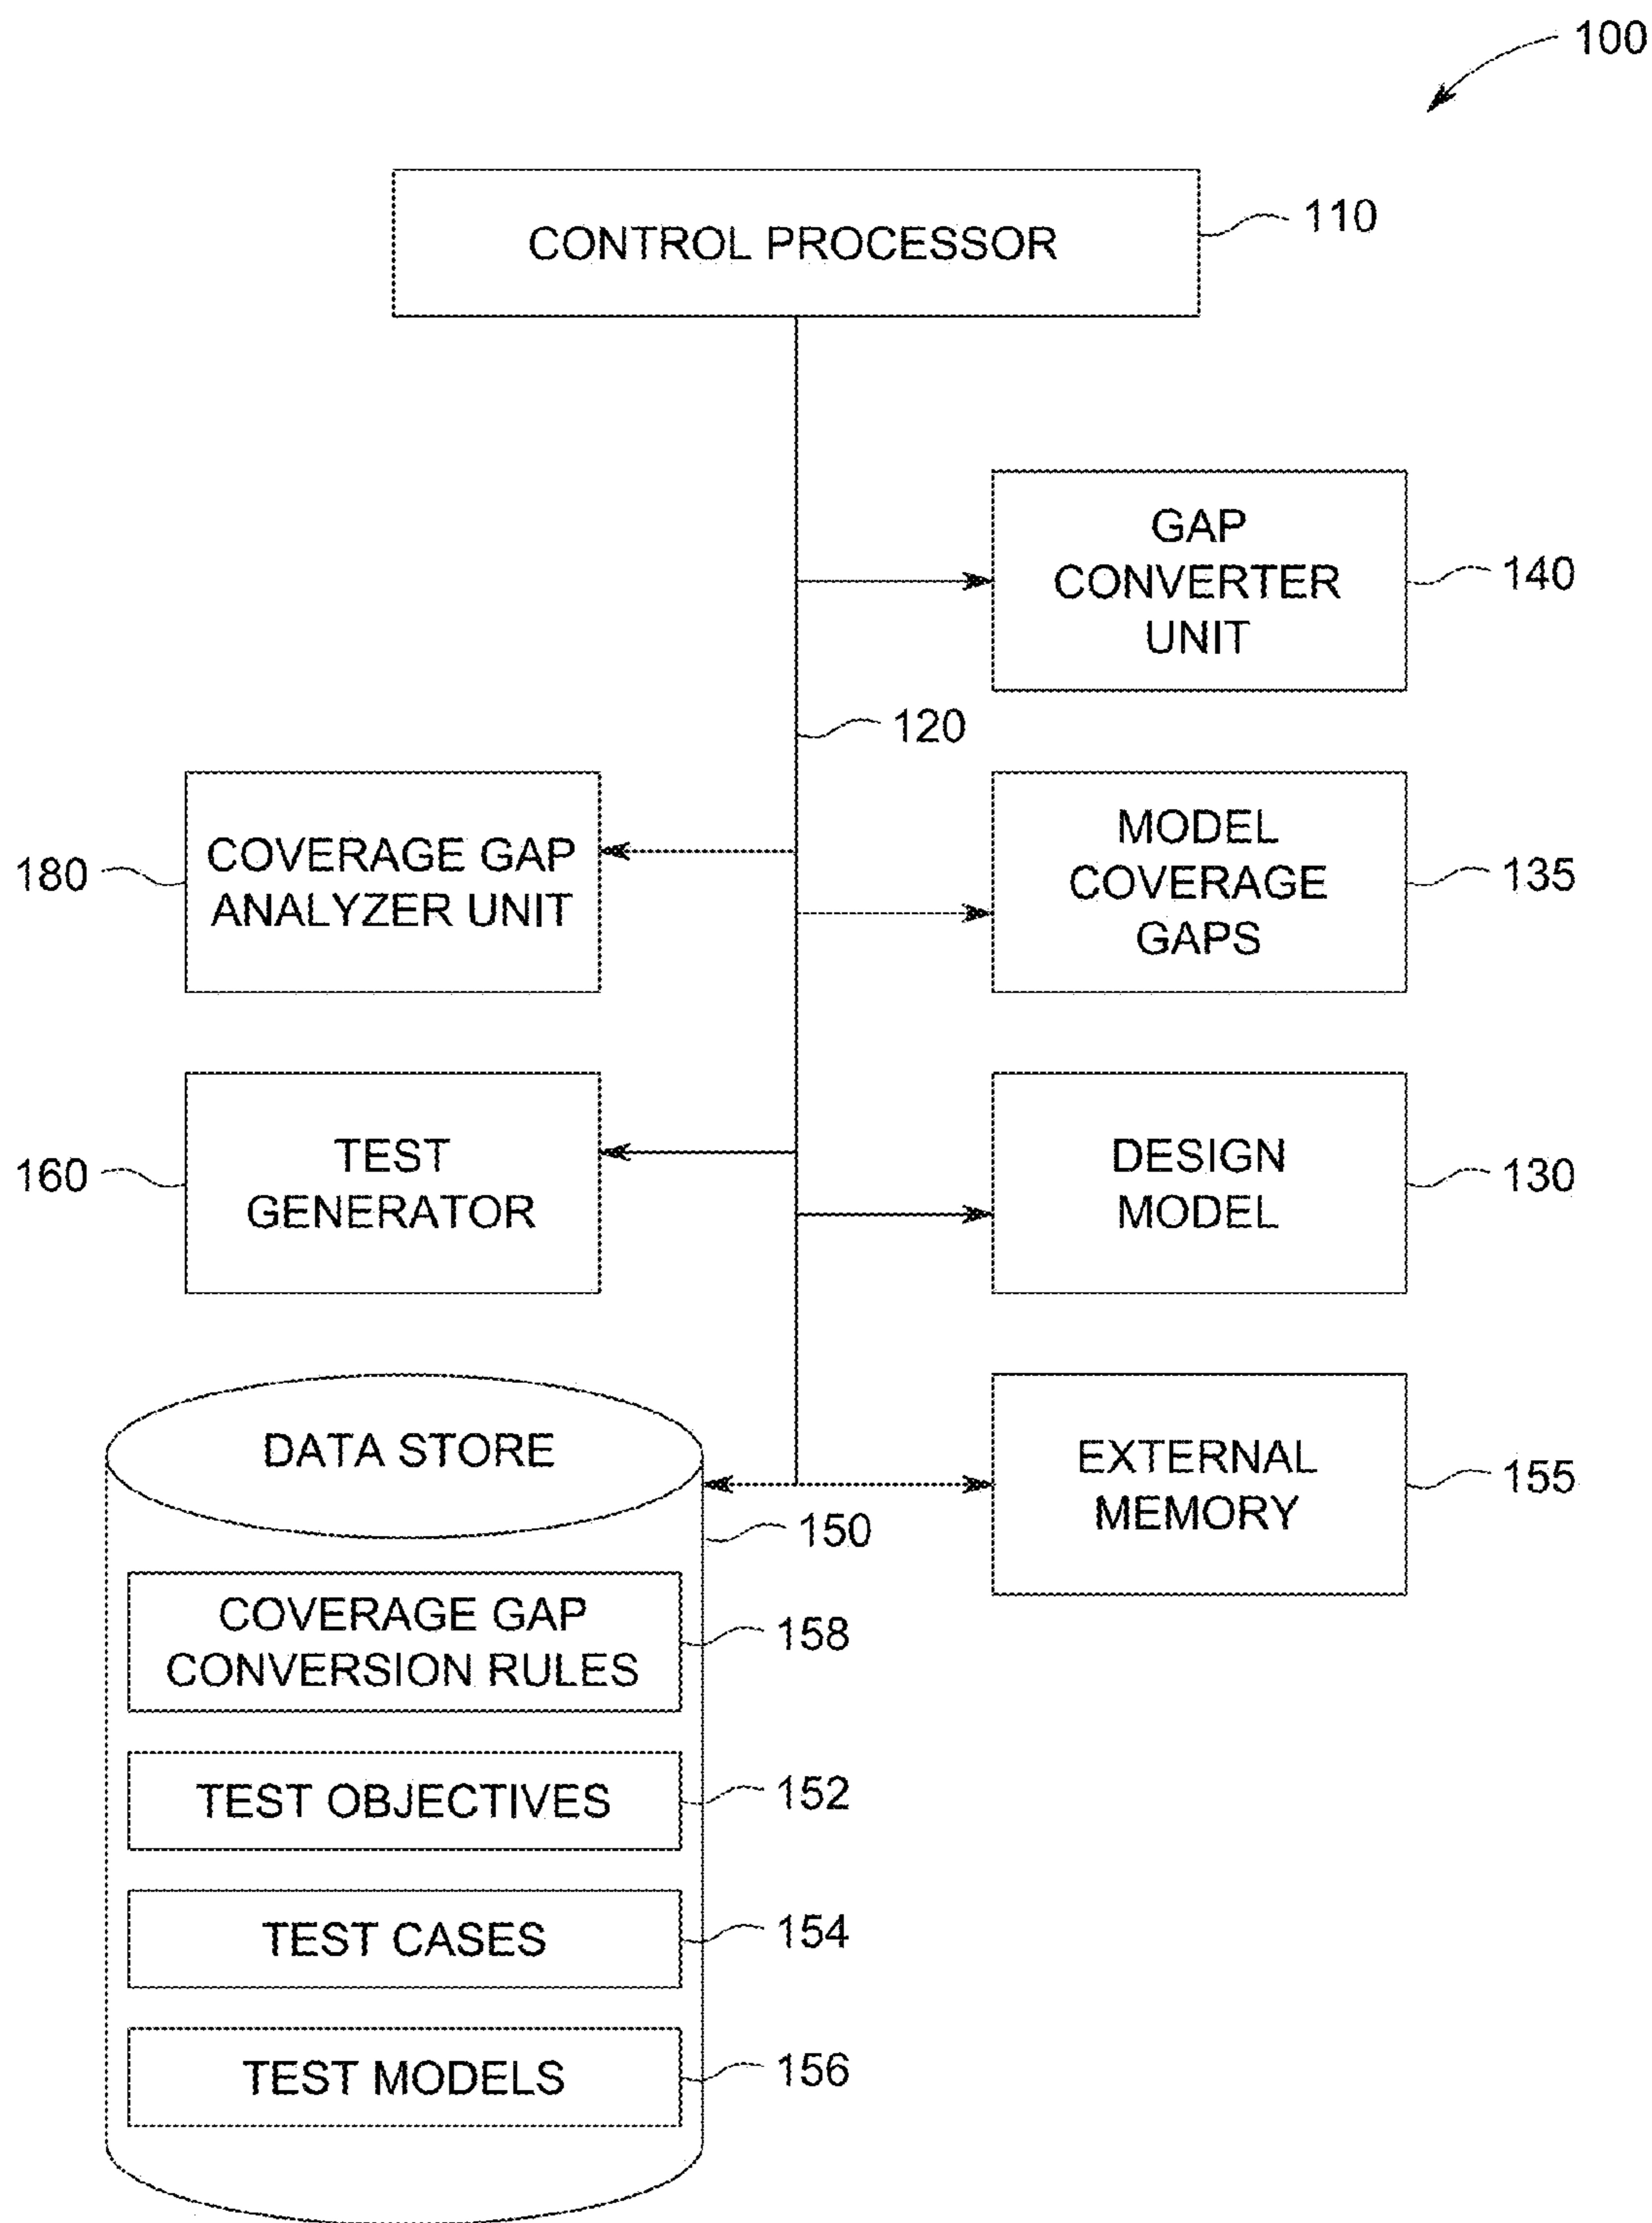 100
CONTROL PROCESSOR
110
GAP
CONVERTER
UNIT
140
120
COVERAGE GAP
ANALYZER UNIT
180
MODEL
COVERAGE
GAPS
135
TEST
GENERATOR
160
DESIGN
MODEL
130
DATA STORE
150
EXTERNAL
MEMORY
155
COVERAGE GAP
CONVERSION RULES
158
TEST OBJECTIVES
152
TEST CASES
154
TEST MODELS
156